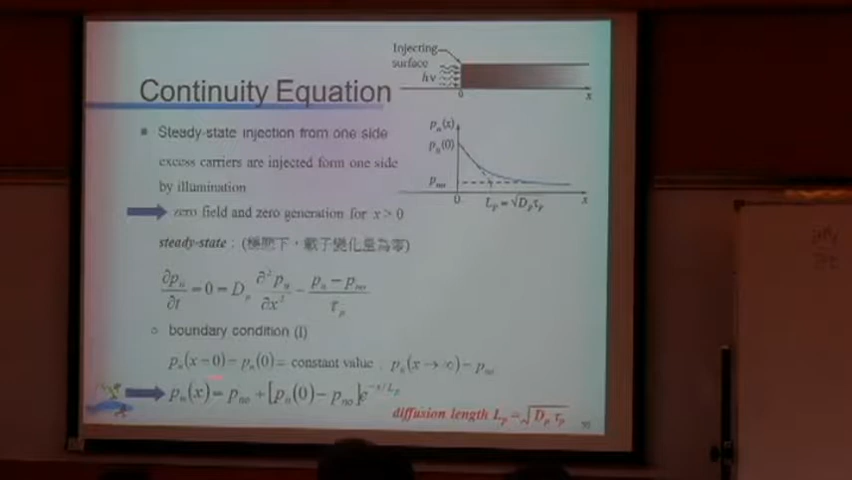 Injecting
surface
hν
0 x
Continuity Equation
pₙ(x)
pₙ(0)
pₙₒ
0 Lₚ = √Dₚτₚ x
Steady-state injection from one side
excess carriers are injected form one side
by illumination
zero field and zero generation for x > 0
steady-state : (穩態下，載子變化量為零)
∂pₙ/∂t = 0 = Dₚ ∂²pₙ/∂x² − (pₙ − pₙₒ)/τₚ
boundary condition (I)
pₙ(x = 0) = pₙ(0) = constant value , pₙ(x → ∞) = pₙₒ
pₙ(x) = pₙₒ + [pₙ(0) − pₙₒ]e^(−x/Lₚ)
diffusion length Lₚ = √Dₚτₚ